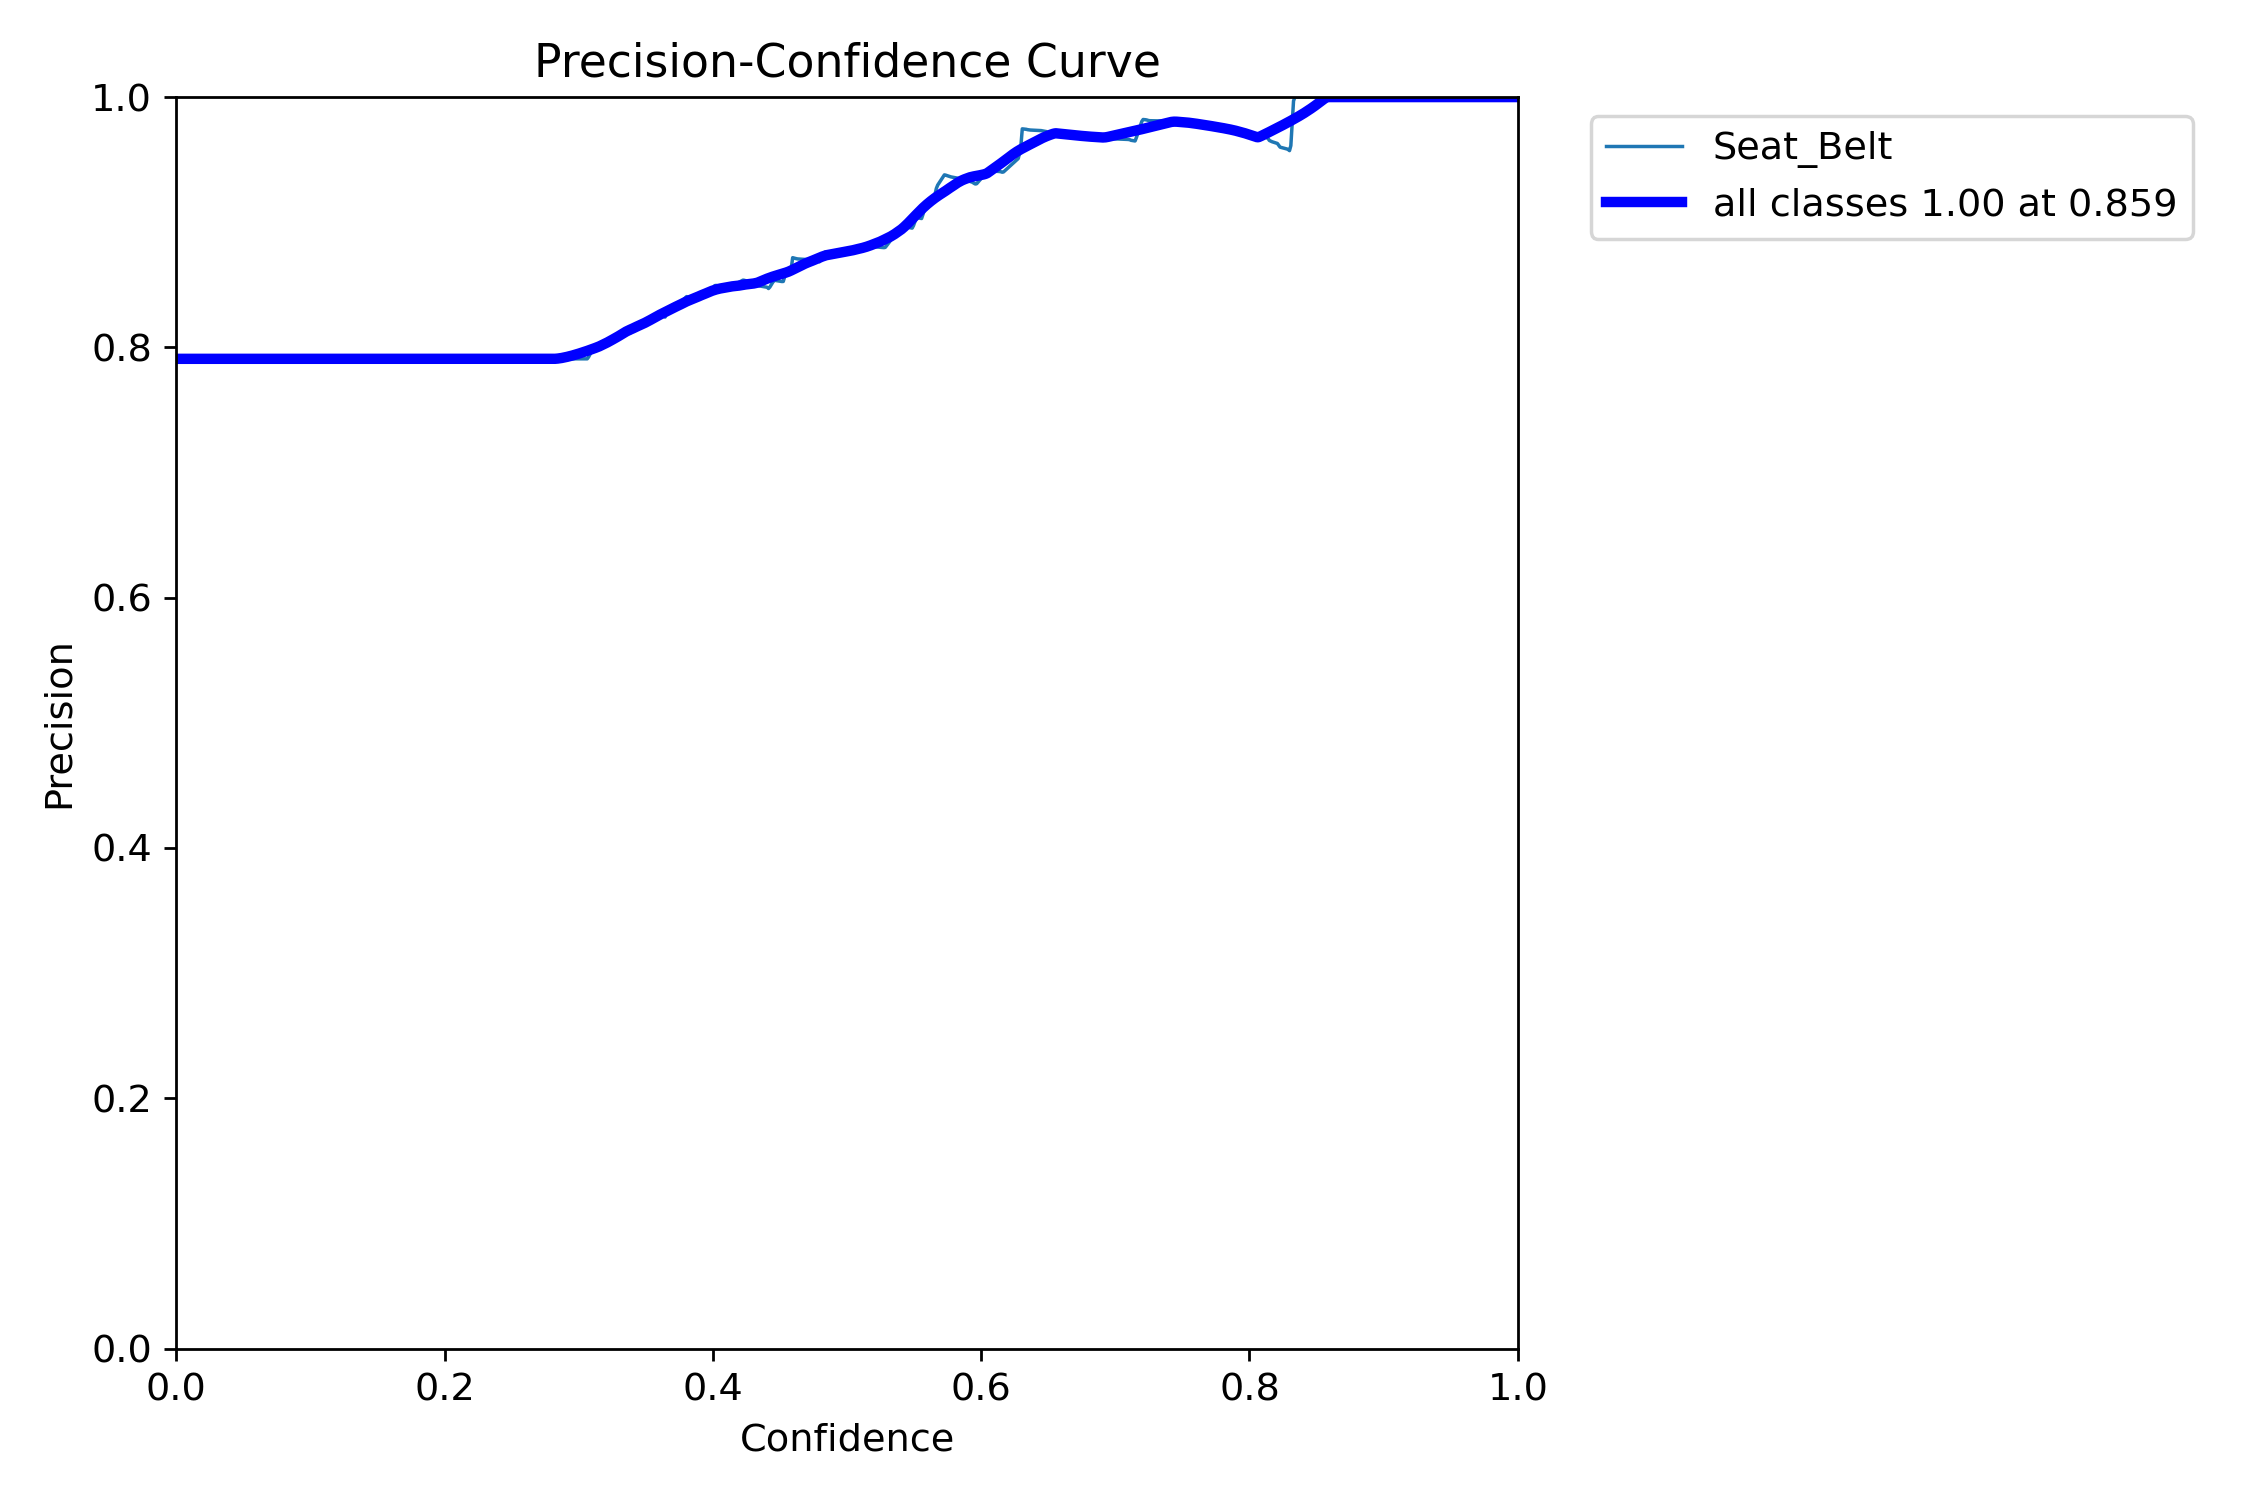 Precision-Confidence Curve
1.0
0.8
0.6
0.4
0.2
0.0
Precision
0.0 0.2 0.4 0.6 0.8 1.0
Confidence
Seat_Belt
all classes 1.00 at 0.859